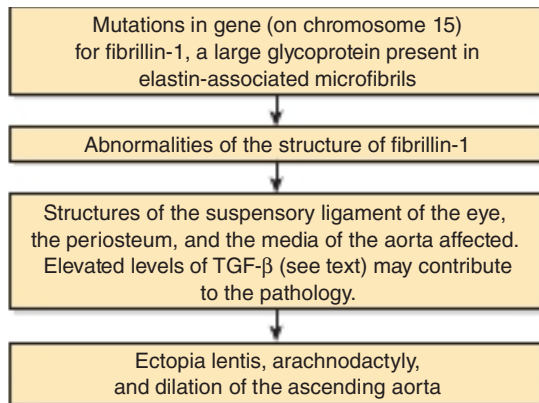 Mutations in gene (on chromosome 15)
for fibrillin-1, a large glycoprotein present in
elastin-associated microfibrils
Abnormalities of the structure of fibrillin-1
Structures of the suspensory ligament of the eye,
the periosteum, and the media of the aorta affected.
Elevated levels of TGF-β (see text) may contribute
to the pathology.
Ectopia lentis, arachnodactyly,
and dilation of the ascending aorta